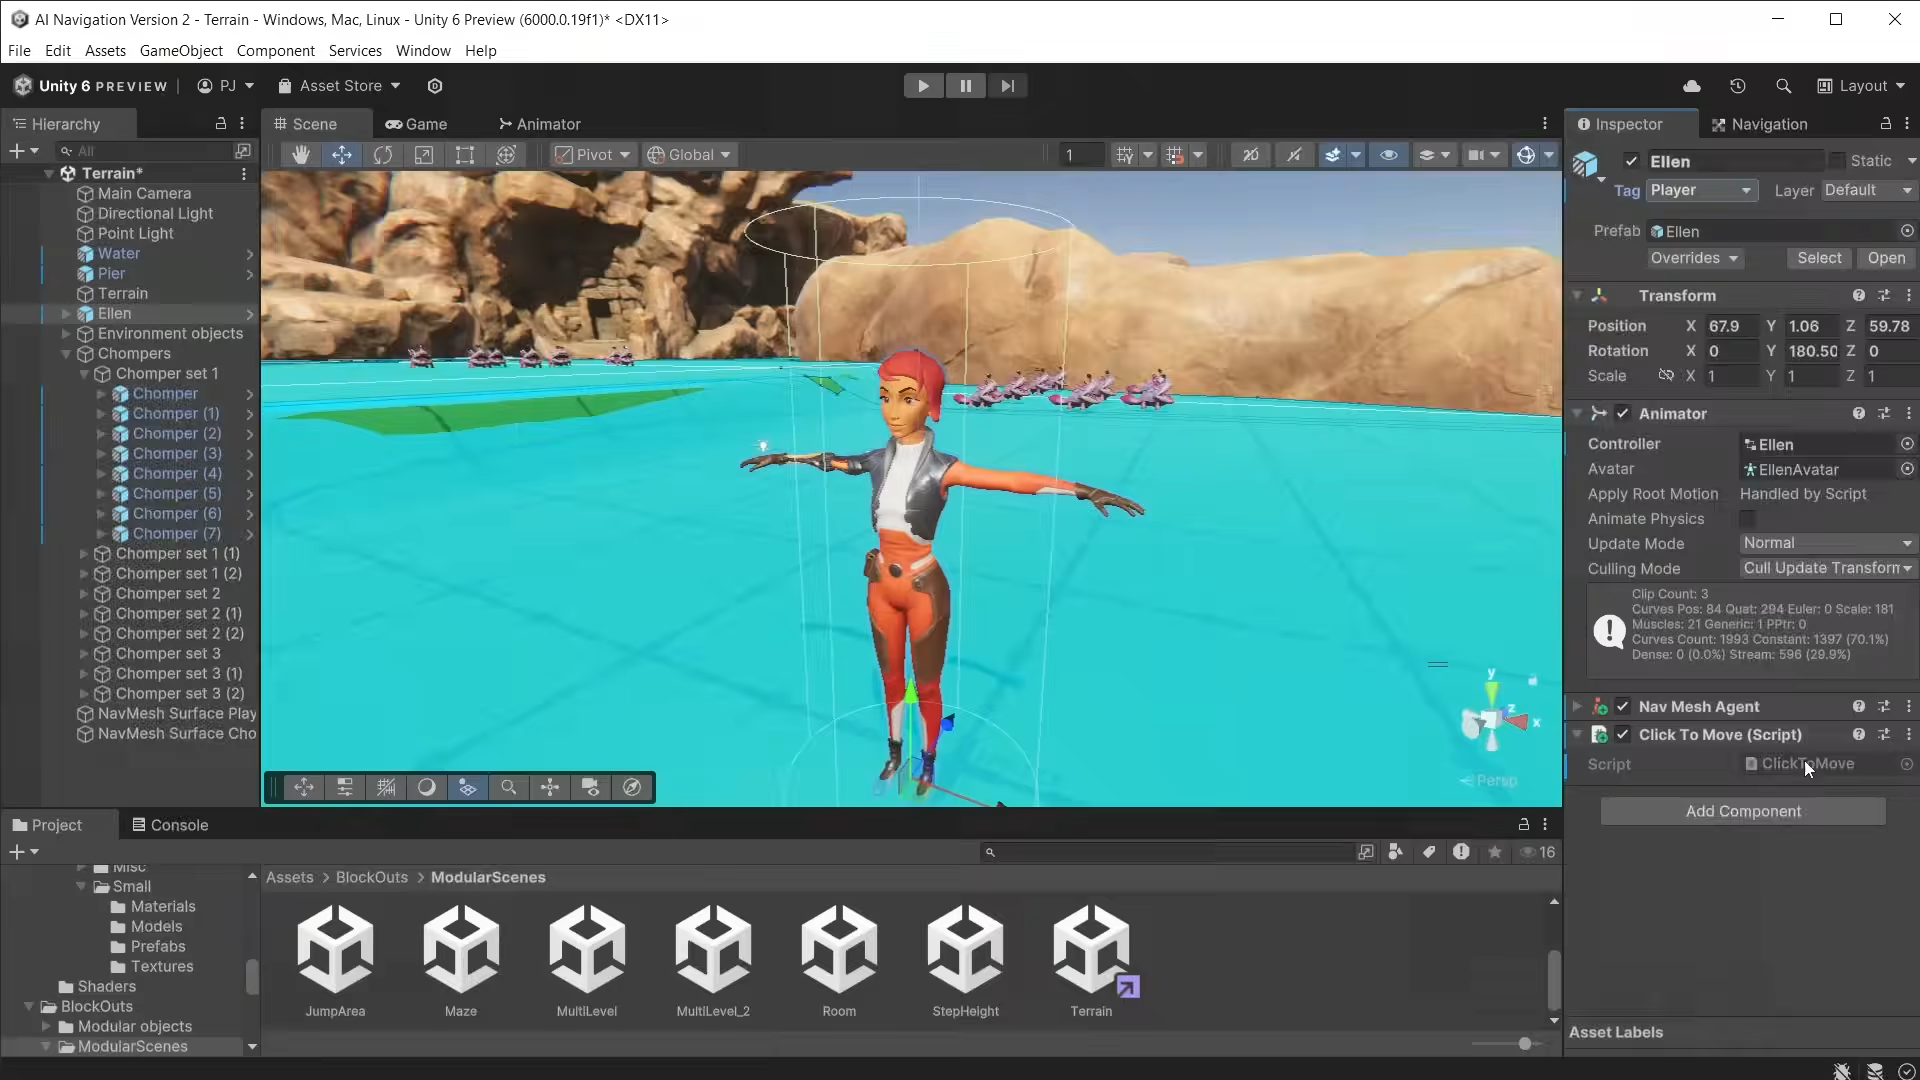 AI Navigation Version 2 - Terrain - Windows, Mac, Linux - Unity 6 Preview (6000.0.19f1)* <DX11>
File Edit Assets GameObject Component Services Window Help
Unity 6 PREVIEW PJ Asset Store Layout
Hierarchy
Scene Game Animator
Inspector Navigation
All
Pivot Global 1 2D
Terrain*
Main Camera
Directional Light
Point Light
Water
Pier
Terrain
Ellen
Environment objects
Chompers
Chomper set 1
Chomper
Chomper (1)
Chomper (2)
Chomper (3)
Chomper (4)
Chomper (5)
Chomper (6)
Chomper (7)
Chomper set 1 (1)
Chomper set 1 (2)
Chomper set 2
Chomper set 2 (1)
Chomper set 2 (2)
Chomper set 3
Chomper set 3 (1)
Chomper set 3 (2)
NavMesh Surface Play
NavMesh Surface Cho
y
z
x
Persp
Ellen Static
Tag Player Layer Default
Prefab Ellen
Overrides Select Open
Transform
Position X 67.9 Y 1.06 Z 59.78
Rotation X 0 Y 180.50 Z 0
Scale X 1 Y 1 Z 1
Animator
Controller Ellen
Avatar EllenAvatar
Apply Root Motion Handled by Script
Animate Physics
Update Mode Normal
Culling Mode Cull Update Transform
Clip Count: 3
Curves Pos: 84 Quat: 294 Euler: 0 Scale: 181
Muscles: 21 Generic: 1 PPtr: 0
Curves Count: 1993 Constant: 1397 (70.1%)
Dense: 0 (0.0%) Stream: 596 (29.9%)
Nav Mesh Agent
Click To Move (Script)
Script ClickToMove
Add Component
Asset Labels
Project Console
16
Misc
Small
Materials
Models
Prefabs
Textures
Shaders
BlockOuts
Modular objects
ModularScenes
Assets > BlockOuts > ModularScenes
JumpArea Maze MultiLevel MultiLevel_2 Room StepHeight Terrain